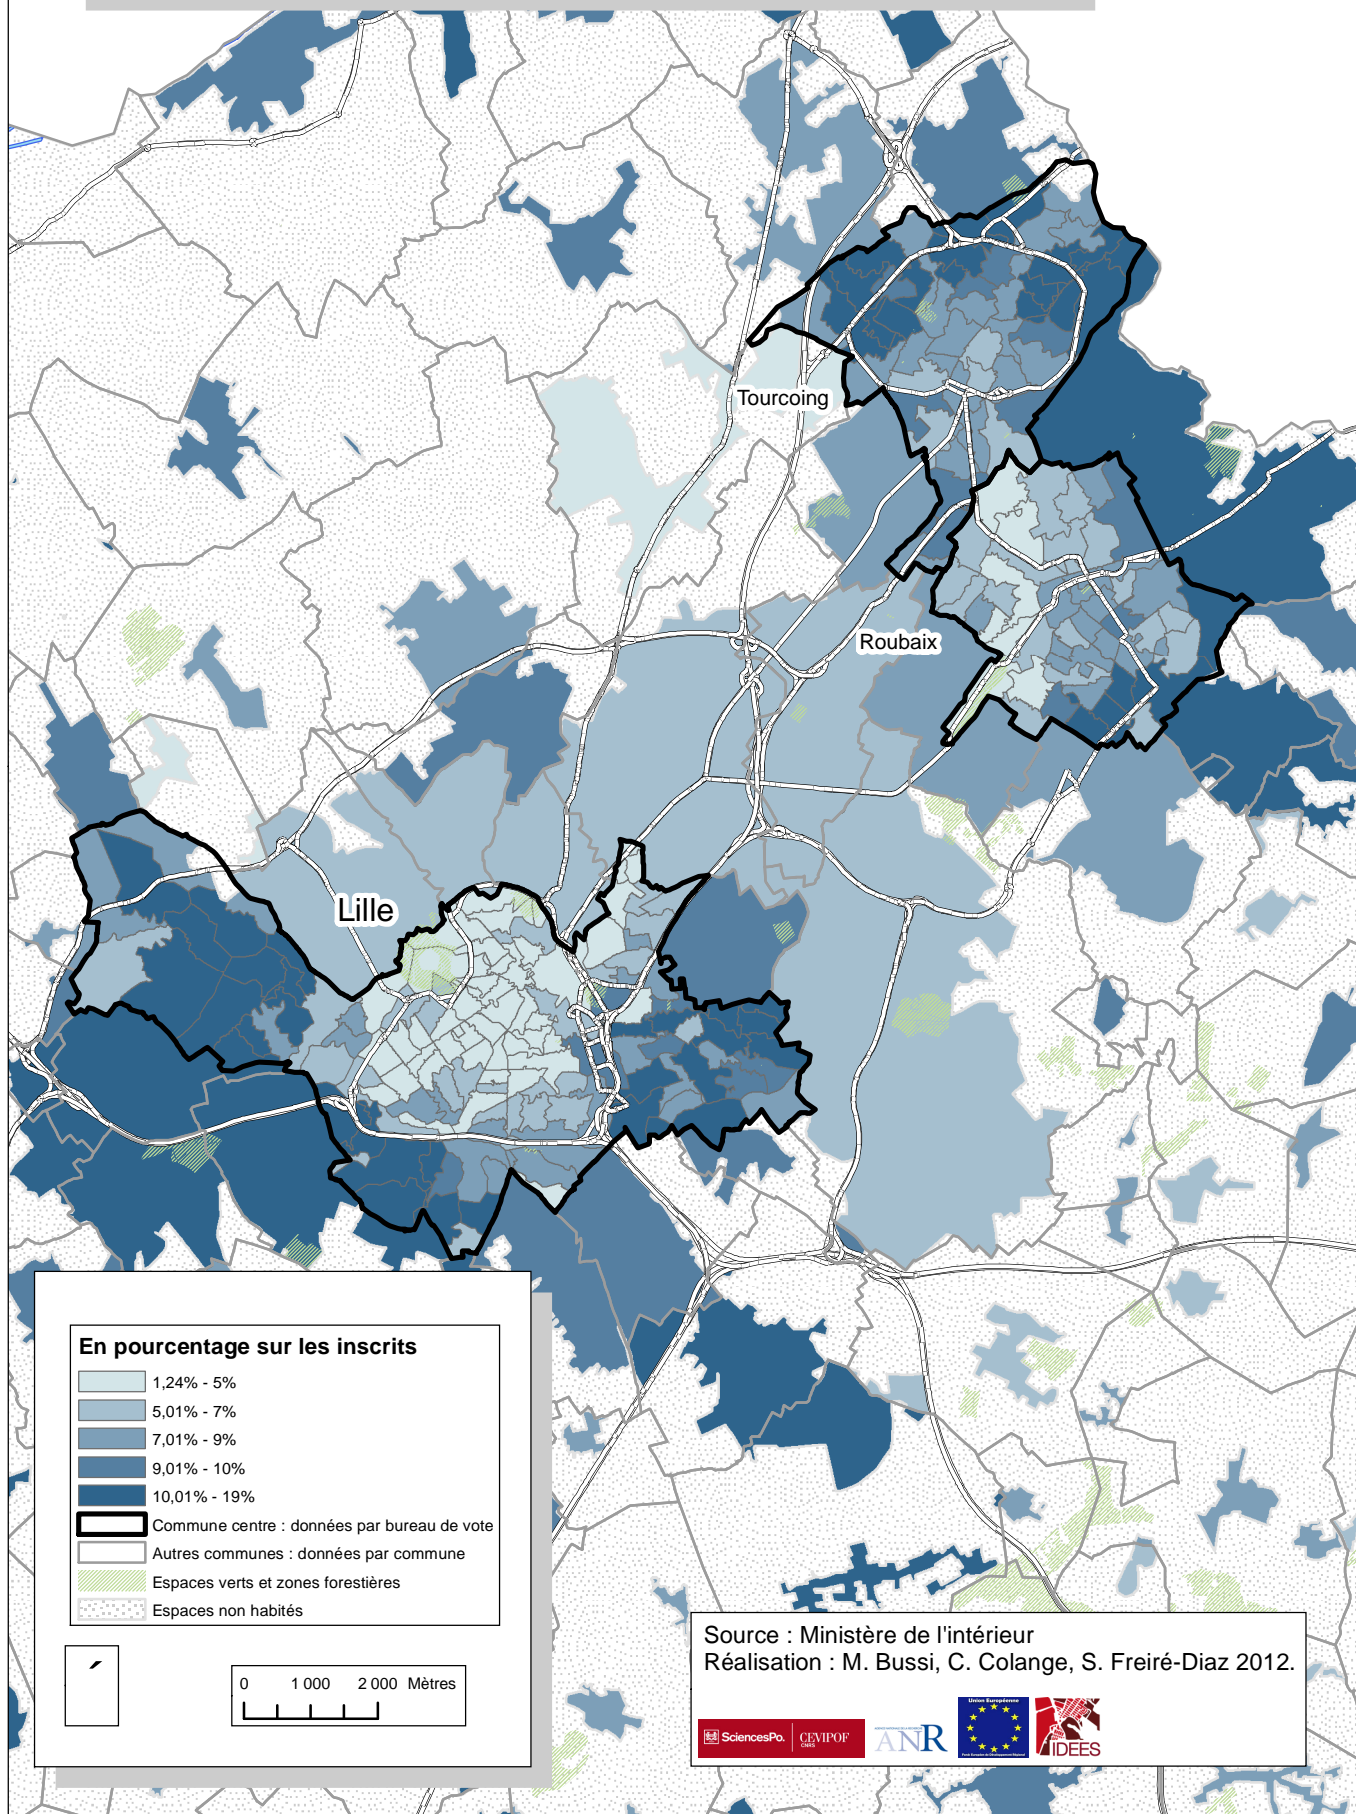 Tourcoing
Roubaix
Lille
En pourcentage sur les inscrits
1,24% - 5%
5,01% - 7%
7,01% - 9%
9,01% - 10%
10,01% - 19%
Commune centre : données par bureau de vote
Autres communes : données par commune
Espaces verts et zones forestières
Espaces non habités
0 1 000 2 000 Mètres
Source : Ministère de l'intérieur
Réalisation : M. Bussi, C. Colange, S. Freiré-Diaz 2012.
SciencesPo. CEVIPOF
CNRS
ANR
Union Européenne
IDEES